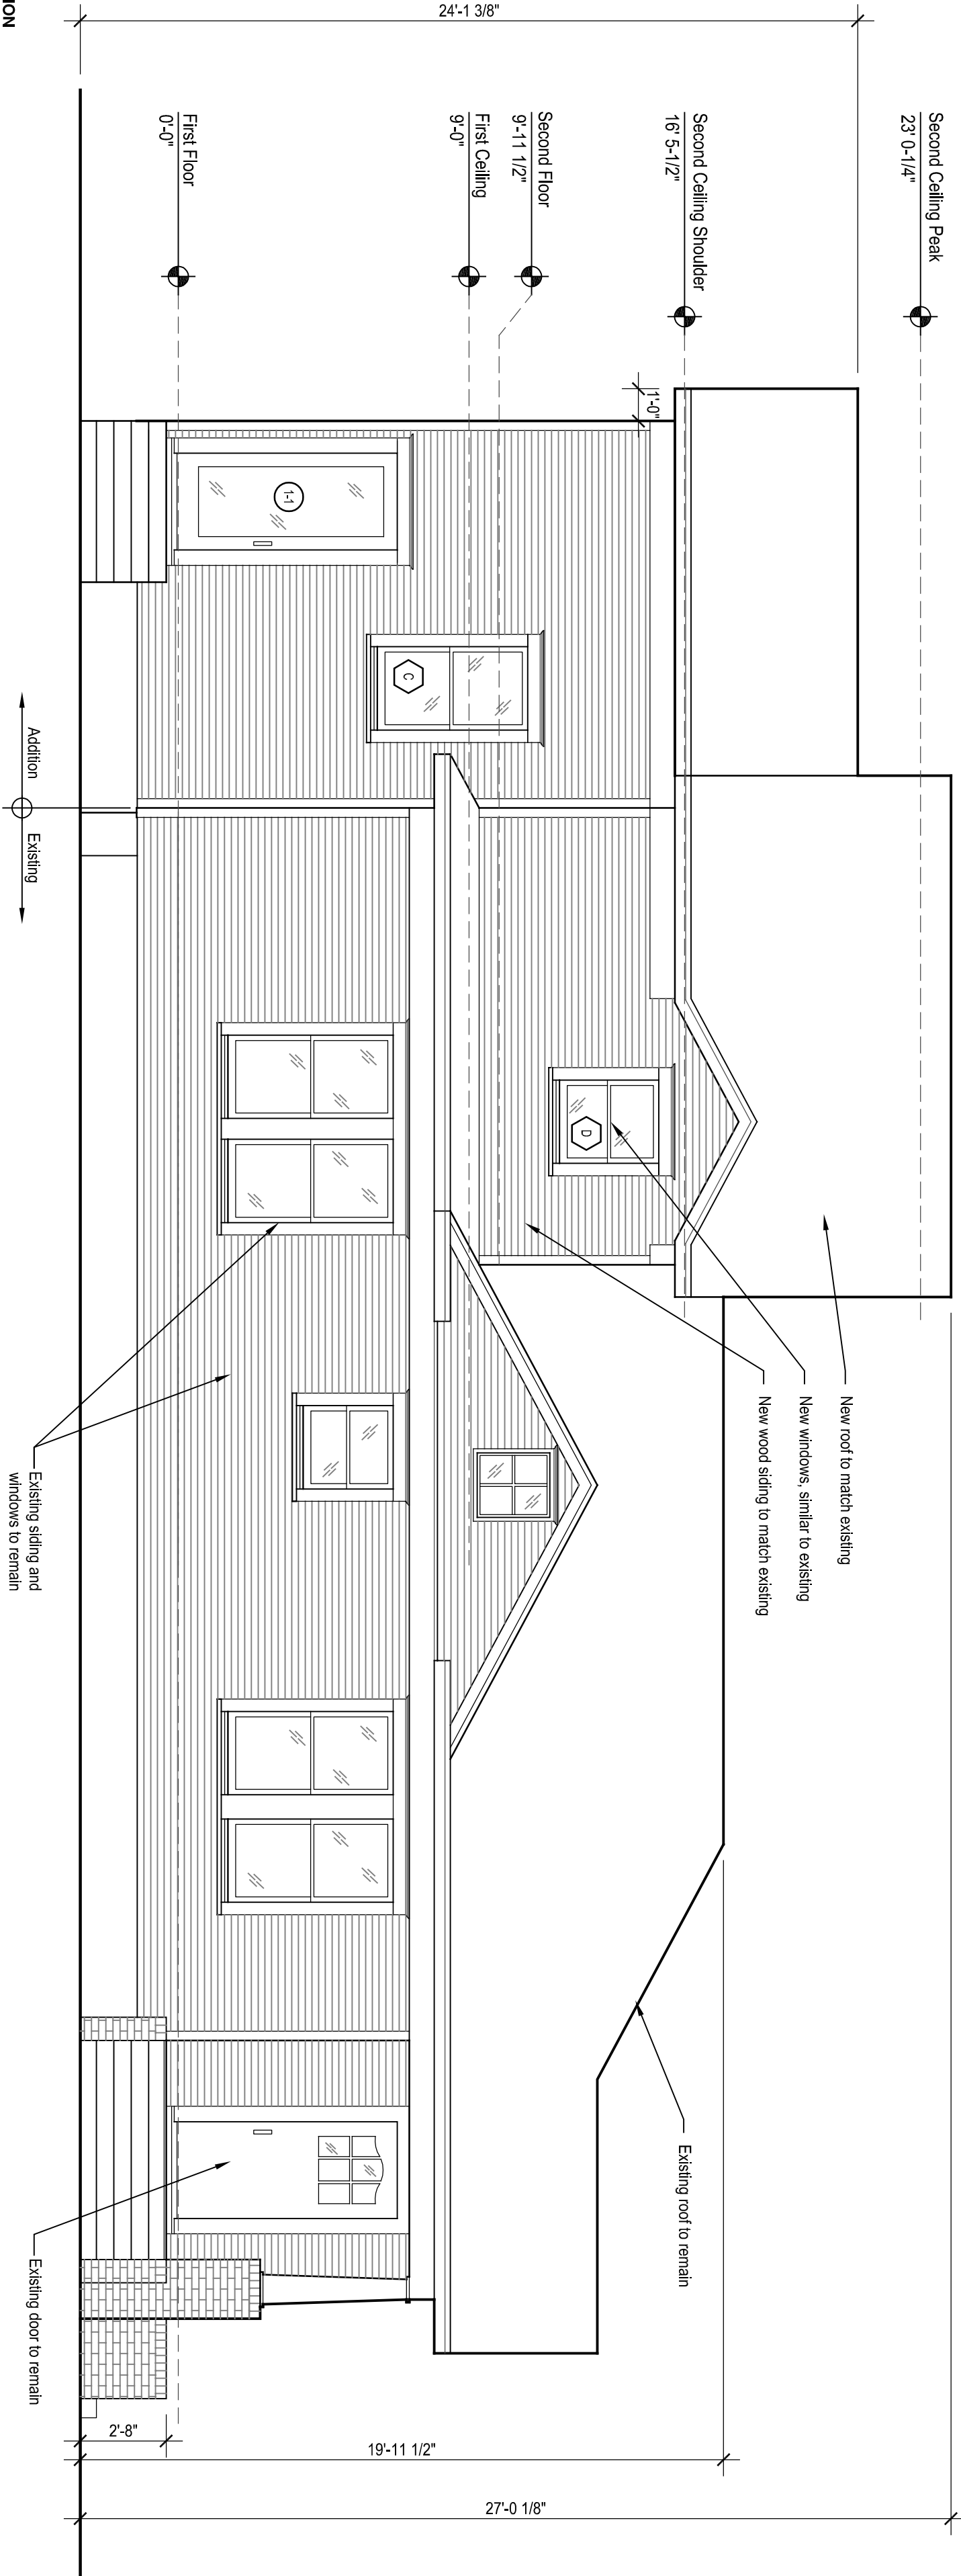 ION
24'-1 3/8"
Second Ceiling Peak
23' 0-1/4"
Second Ceiling Shoulder
16' 5-1/2"
Second Floor
9'-11 1/2"
First Ceiling
9'-0"
First Floor
0'-0"
1'-0"
1-1
C
D
Addition
Existing
New roof to match existing
New windows, similar to existing
New wood siding to match existing
Existing siding and
windows to remain
Existing roof to remain
Existing door to remain
2'-8"
19'-11 1/2"
27'-0 1/8"